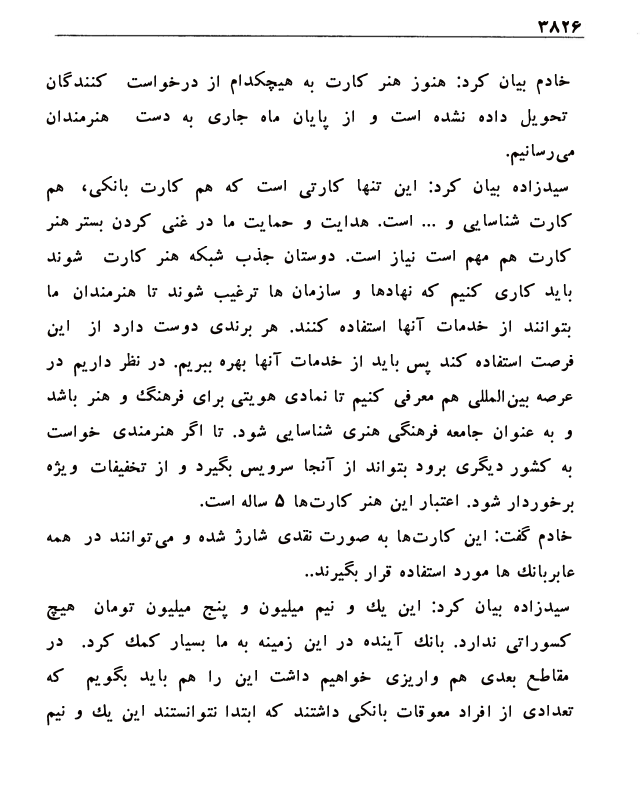 ۳۸۲۶
خادم بیان کرد: هنوز هنر کارت به هیچکدام از درخواست کنندگان
تحویل داده نشده است و از پایان ماه جاری به دست هنرمندان
می‌رسانیم.
سیدزاده بیان کرد: این تنها کارتی است که هم کارت بانکی، هم
کارت شناسایی و ... است. هدایت و حمایت ما در غنی کردن بستر هنر
کارت هم مهم است نیاز است. دوستان جذب شبکه هنر کارت شوند
باید کاری کنیم که نهادها و سازمان ها ترغیب شوند تا هنرمندان ما
بتوانند از خدمات آنها استفاده کنند. هر برندی دوست دارد از این
فرصت استفاده کند پس باید از خدمات آنها بهره ببریم. در نظر داریم در
عرصه بین‌المللی هم معرفی کنیم تا نمادی هویتی برای فرهنگ و هنر باشد
و به عنوان جامعه فرهنگی هنری شناسایی شود. تا اگر هنرمندی خواست
به کشور دیگری برود بتواند از آنجا سرویس بگیرد و از تخفیفات ویژه
برخوردار شود. اعتبار این هنر کارت‌ها ۵ ساله است.
خادم گفت: این کارت‌ها به صورت نقدی شارژ شده و می‌توانند در همه
عابربانك ها مورد استفاده قرار بگیرند..
سیدزاده بیان کرد: این یك و نیم میلیون و پنج میلیون تومان هیچ
کسوراتی ندارد. بانك آینده در این زمینه به ما بسیار کمك کرد. در
مقاطع بعدی هم واریزی خواهیم داشت این را هم باید بگویم که
تعدادی از افراد معوقات بانکی داشتند که ابتدا نتوانستند این یك و نیم